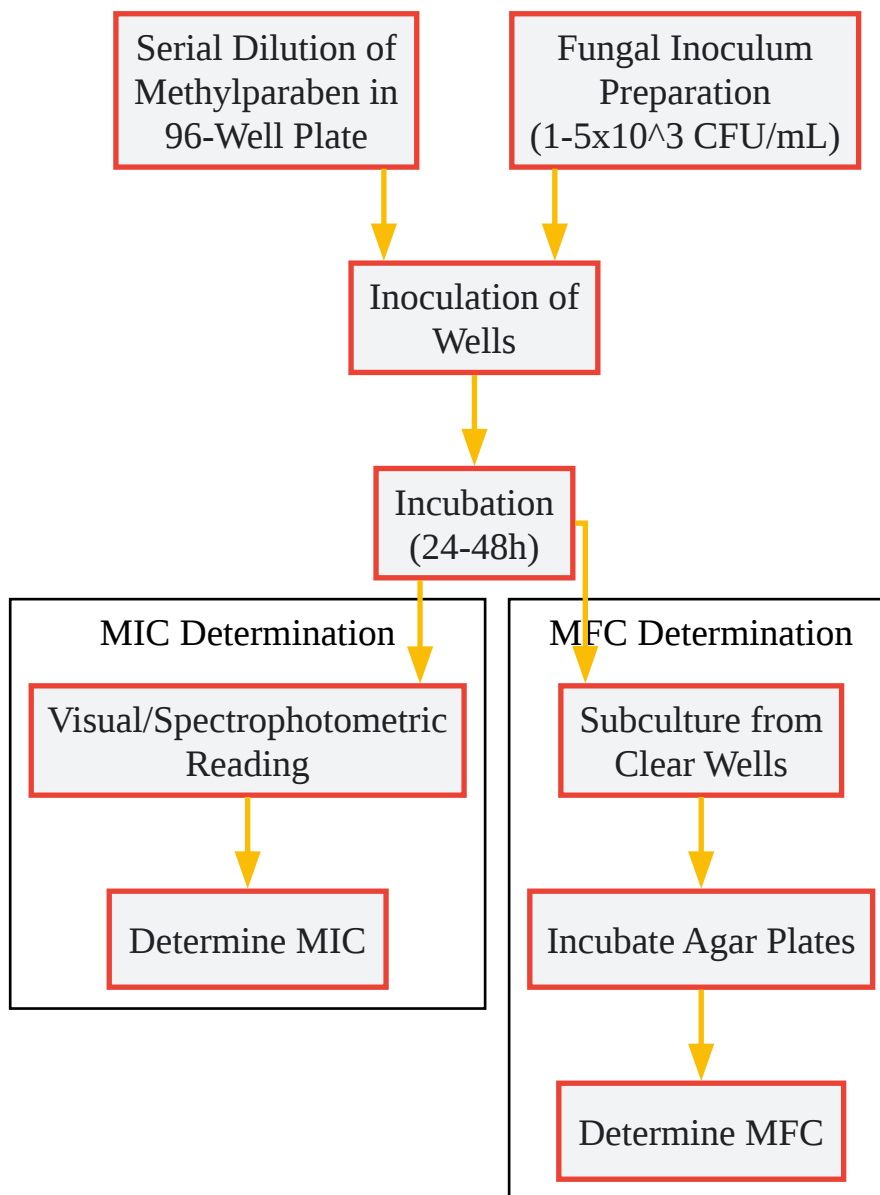 Serial Dilution of
Methylparaben in
96-Well Plate
Fungal Inoculum
Preparation
(1-5x10^3 CFU/mL)
Inoculation of
Wells
Incubation
(24-48h)
MIC Determination
Visual/Spectrophotometric
Reading
Determine MIC
MFC Determination
Subculture from
Clear Wells
Incubate Agar Plates
Determine MFC